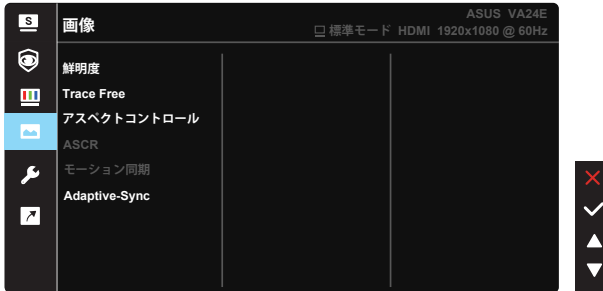 S
画像
ASUS VA24E
標準モード HDMI 1920x1080 @ 60Hz
鮮明度
Trace Free
アスペクトコントロール
ASCR
モーション同期
Adaptive-Sync